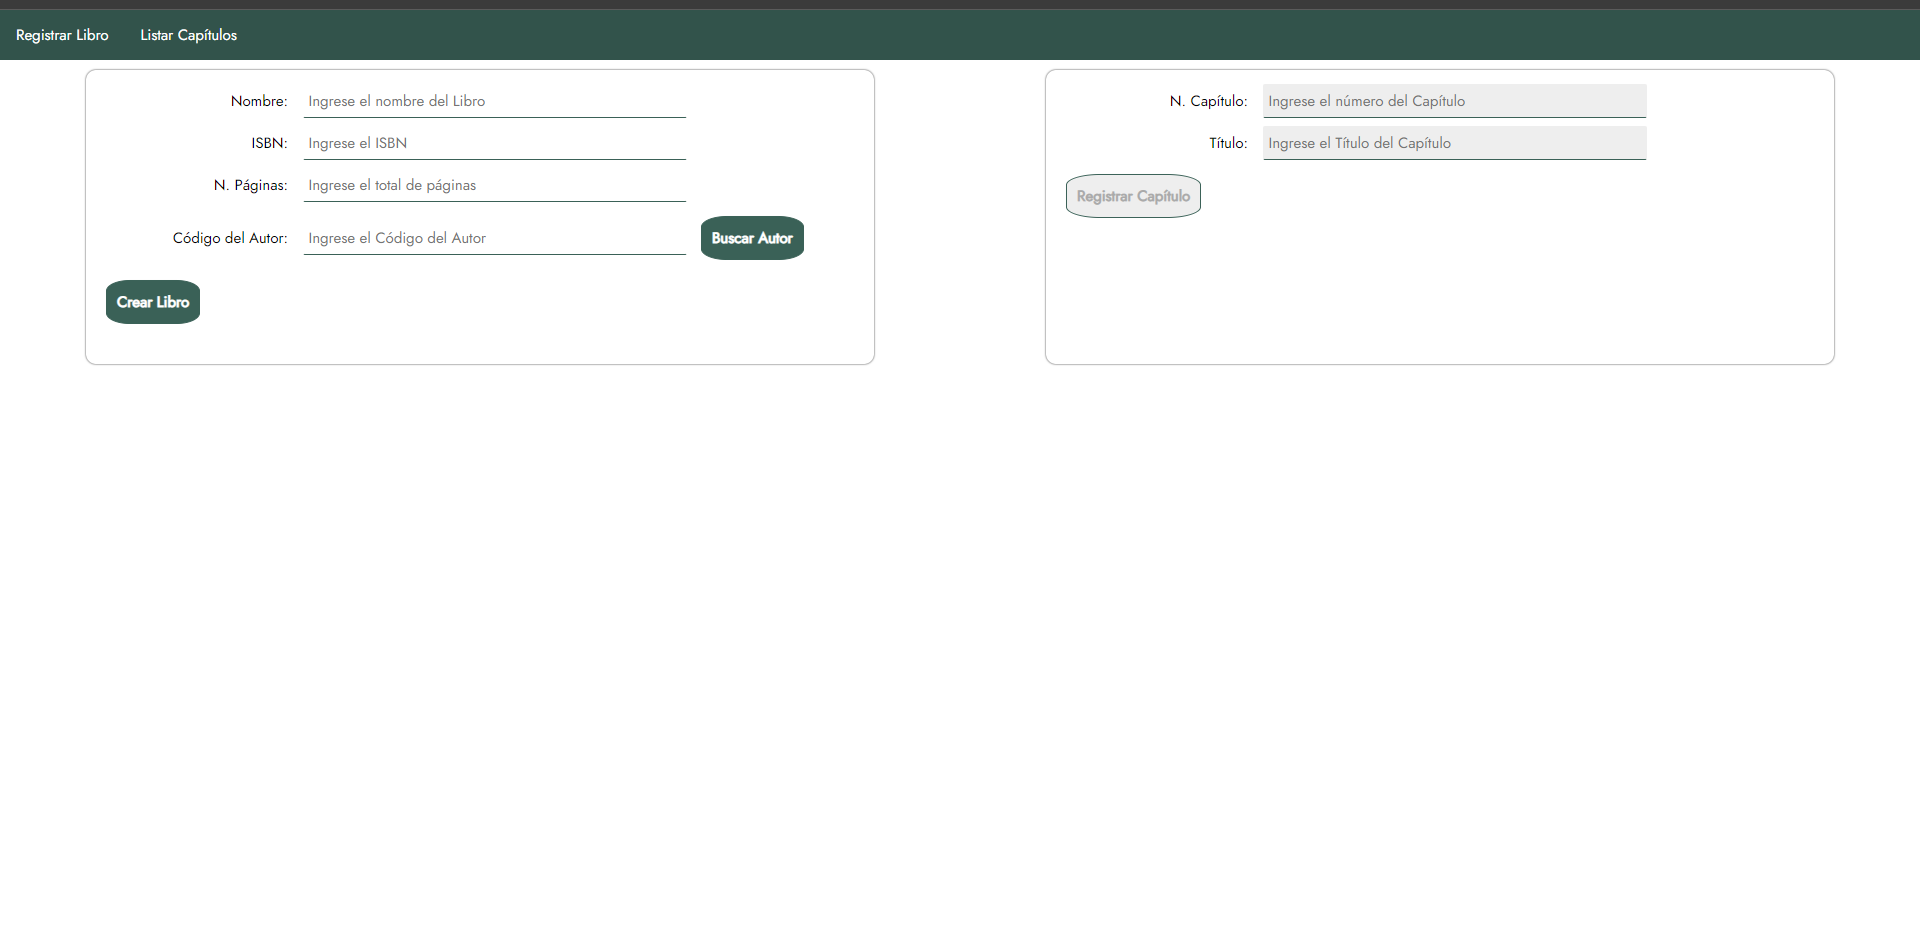 Registrar Libro Listar Capítulos
Nombre: Ingrese el nombre del Libro
ISBN: Ingrese el ISBN
N. Páginas: Ingrese el total de páginas
Código del Autor: Ingrese el Código del Autor Buscar Autor
Crear Libro
N. Capítulo: Ingrese el número del Capítulo
Título: Ingrese el Título del Capítulo
Registrar Capítulo